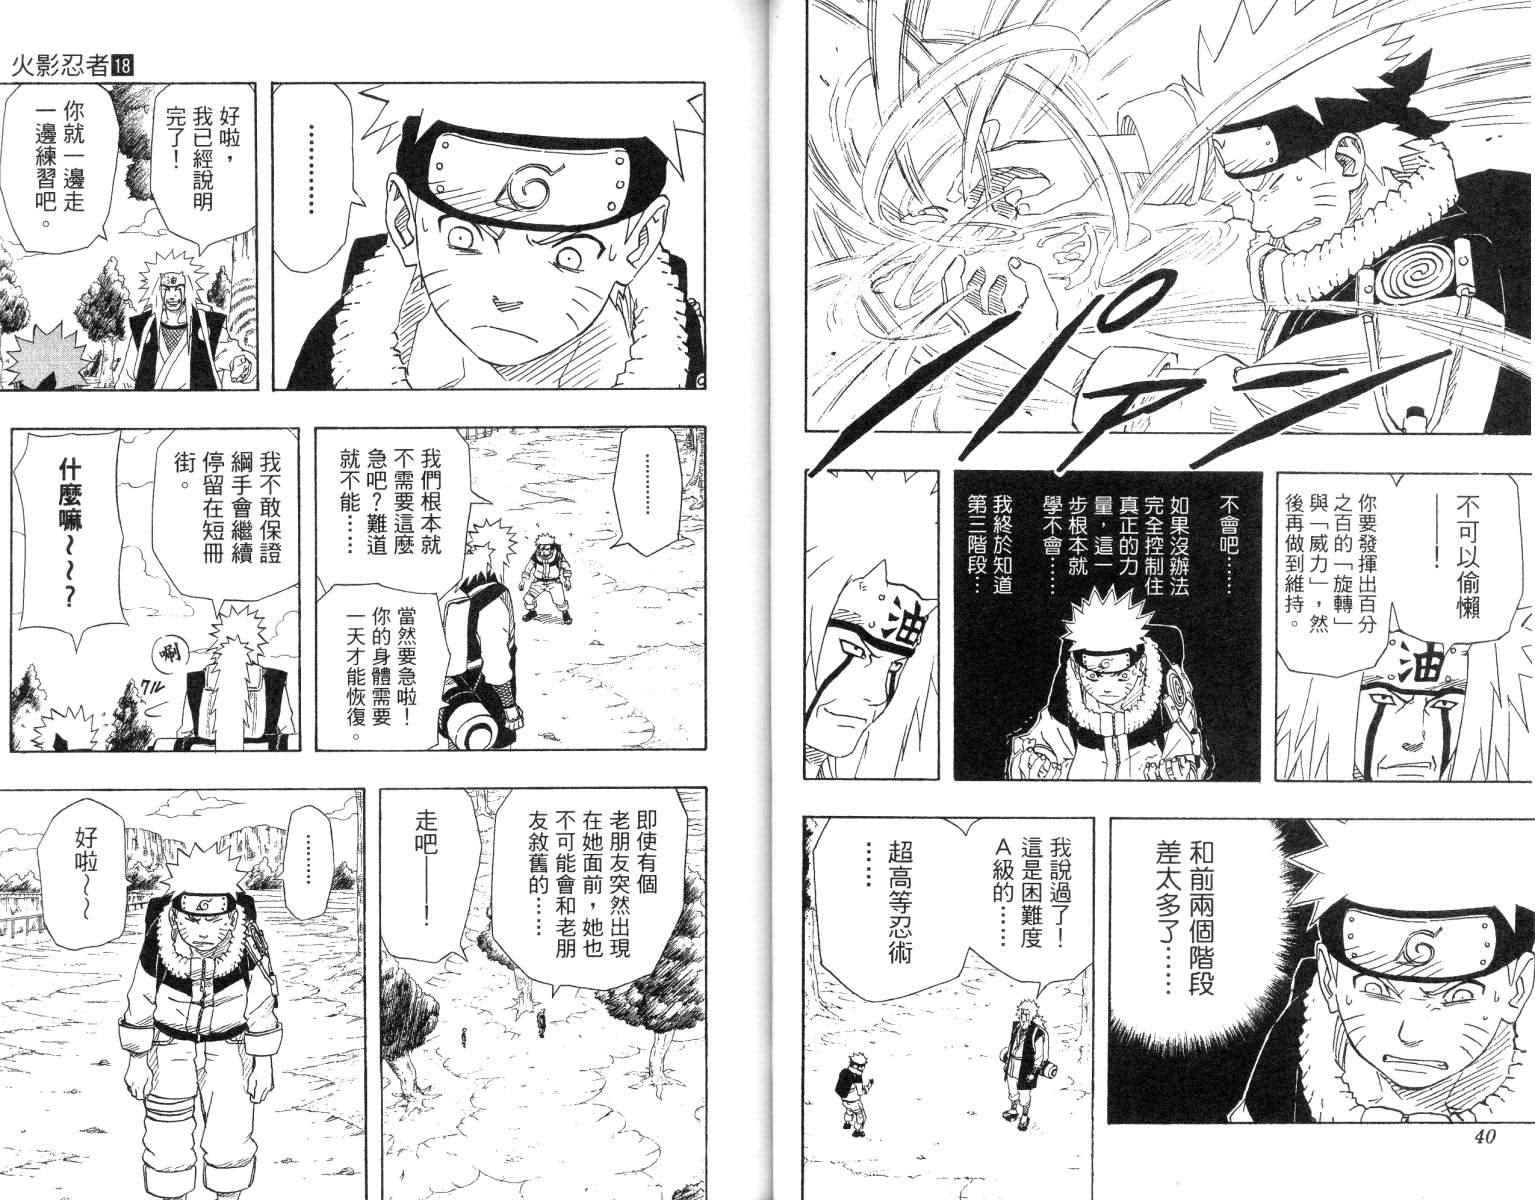 パァン
不可以偷懶
——！
你要發揮出百分
之百的「旋轉」
與「威力」，然
後再做到維持。
油
不會吧……
如果沒辦法
完全控制住
真正的力
量，這一
步根本就
學不會……
我終於知道
第三階段…
油
和前兩個階段
差太多了……
我說過了！
這是困難度
Ａ級的……
超高等忍術
……
40
火影忍者18
…………
好啦，
我已經說明
完了！
你就一邊走
一邊練習吧。
…………
我們根本就
不需要這麼
急吧？難道
就不能……
當然要急啦！
你的身體需要
一天才能恢復。
我不敢保證
綱手會繼續
停留在短冊
街。
唰
クル
什麼嘛～～～？
即使有個
老朋友突然出現
在她面前，她也
不可能會和老朋
友敘舊的……
走吧——！
………
好啦～～